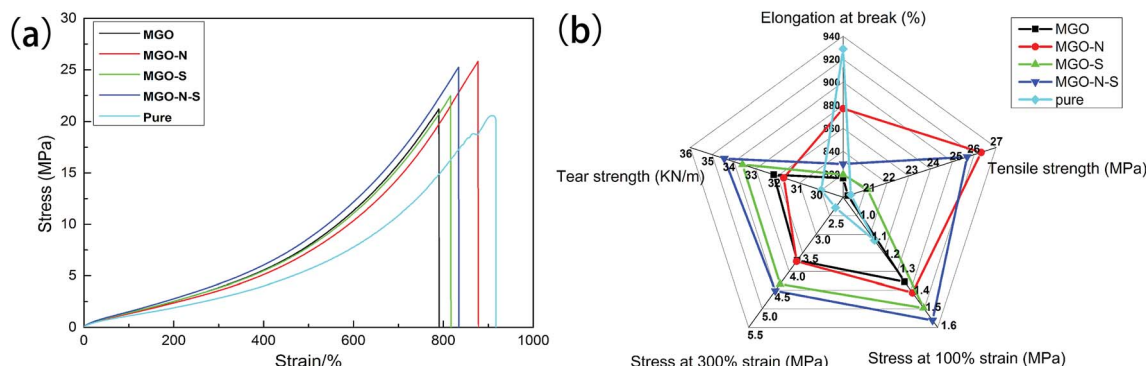 (a)
30
25
20
15
10
5
0
Stress (MPa)
MGO
MGO-N
MGO-S
MGO-N-S
Pure
0 200 400 600 800 1000
Strain/%
(b)
Elongation at break (%)
940
920
900
880
860
840
820
MGO
MGO-N
MGO-S
MGO-N-S
pure
36 35 34 33 32 31 30
Tear strength (KN/m)
21 22 23 24 25 26 27
Tensile strength (MPa)
1.0
1.1
1.2
1.3
1.4
1.5
1.6
2.5
3.0
3.5
4.0
4.5
5.0
5.5
Stress at 300% strain (MPa)
Stress at 100% strain (MPa)